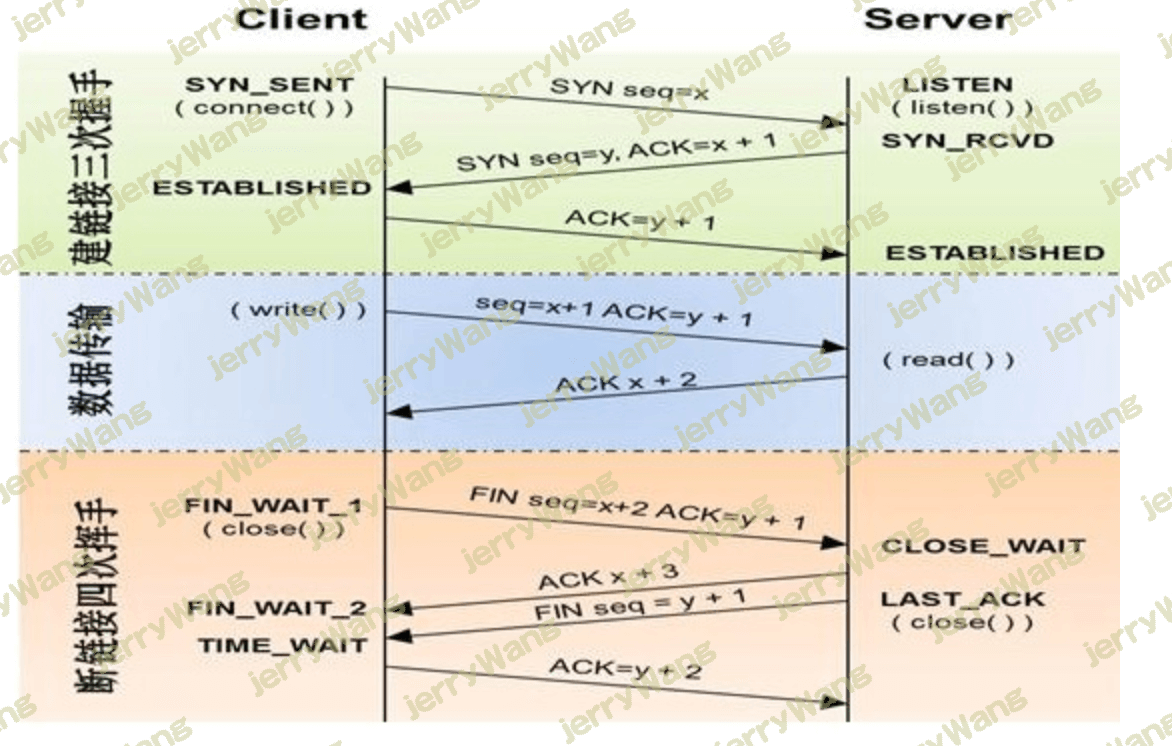 Client
Server
建链接三次握手
SYN_SENT
( connect( ) )
SYN seq=x
LISTEN
( listen( ) )
SYN_RCVD
SYN seq=y, ACK=x + 1
ESTABLISHED
ACK=y + 1
ESTABLISHED
数据传输
( write( ) )
seq=x+1 ACK=y + 1
( read( ) )
ACK x + 2
断链接四次挥手
FIN_WAIT_1
( close( ) )
FIN seq=x+2 ACK=y + 1
CLOSE_WAIT
ACK x + 3
FIN_WAIT_2
FIN seq = y + 1
LAST_ACK
( close( ) )
TIME_WAIT
ACK=y + 2
jerryWang